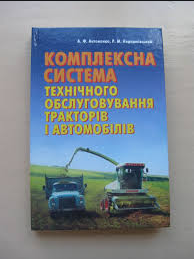 КОМПЛЕКСНА
СИСТЕМА
ТЕХНІЧНОГО
ОБСЛУГОВУВАННЯ
ТРАКТОРІВ
І АВТОМОБІЛІВ